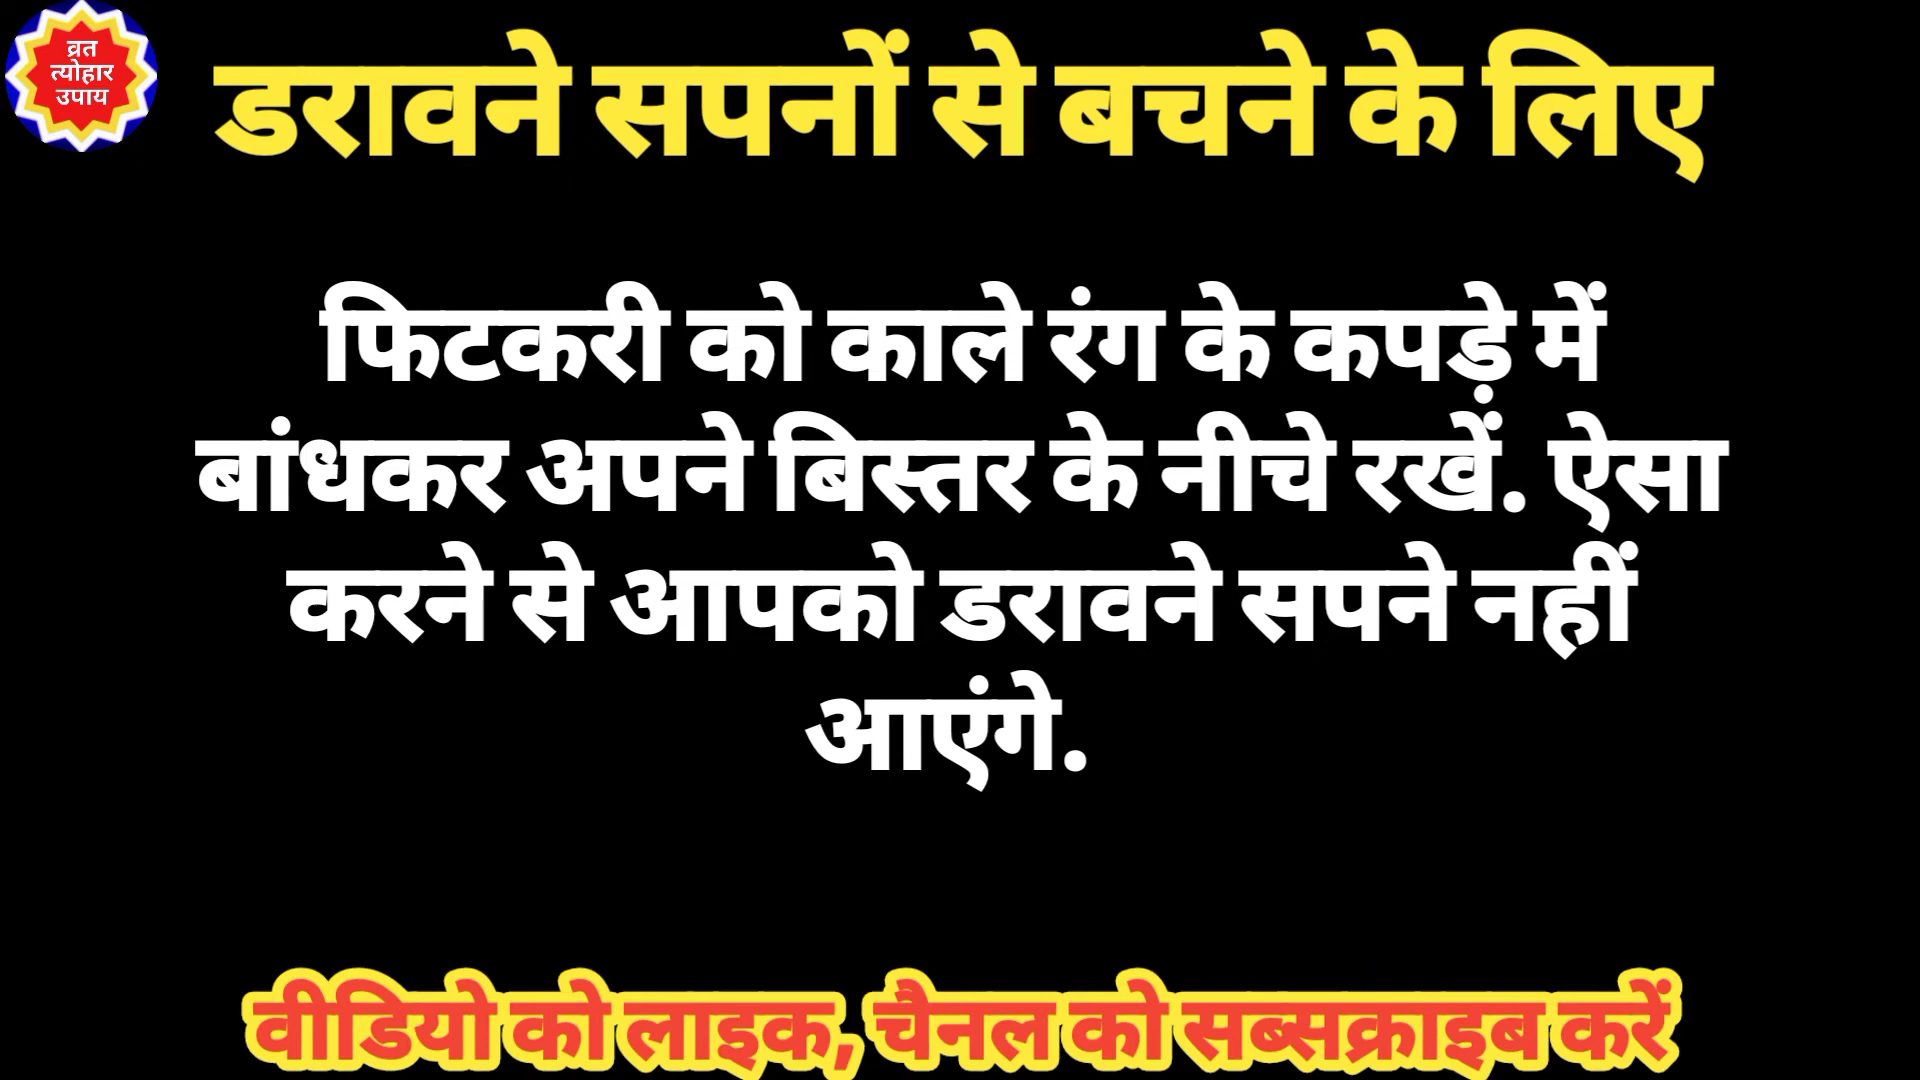 व्रत
त्योहार
उपाय
डरावने सपनों से बचने के लिए
फिटकरी को काले रंग के कपड़े में
बांधकर अपने बिस्तर के नीचे रखें. ऐसा
करने से आपको डरावने सपने नहीं
आएंगे.
वीडियो को लाइक, चैनल को सब्सक्राइब करें